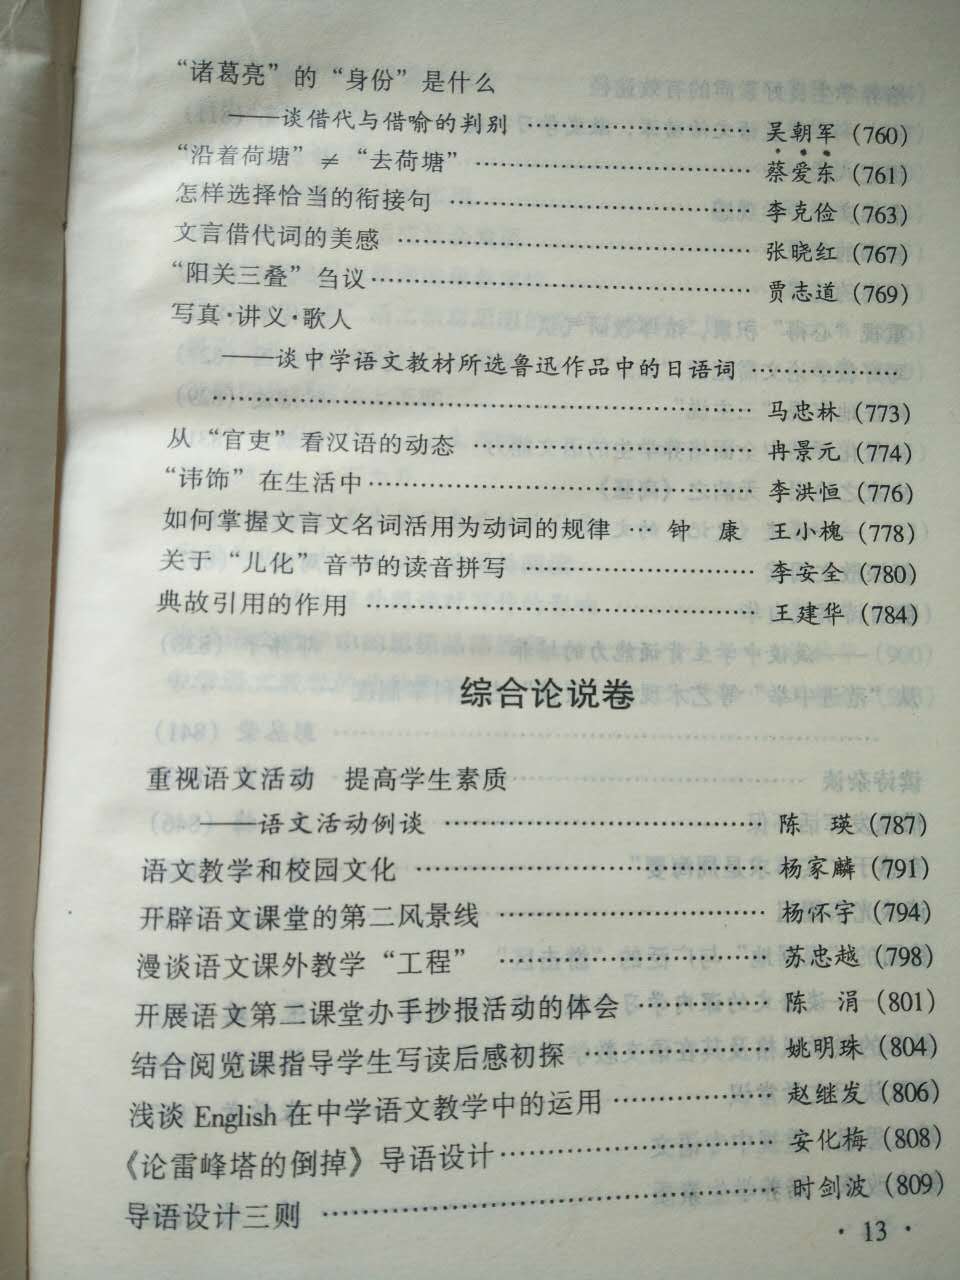 “诸葛亮”的“身份”是什么
——谈借代与借喻的判别 …………………… 吴朝军(760)
“沿着荷塘”≠“去荷塘” …………………… 蔡爱东(761)
怎样选择恰当的衔接句 …………………… 李克俭(763)
文言借代词的美感 …………………… 张晓红(767)
“阳关三叠”刍议 …………………… 贾志道(769)
写真·讲义·歌人
——谈中学语文教材所选鲁迅作品中的日语词 ……………
…………………… 马忠林(773)
从“官吏”看汉语的动态 …………………… 冉景元(774)
“讳饰”在生活中 …………………… 李洪恒(776)
如何掌握文言文名词活用为动词的规律 … 钟 康 王小槐(778)
关于“儿化”音节的读音拼写 …………………… 李安全(780)
典故引用的作用 …………………… 王建华(784)
综合论说卷
重视语文活动 提高学生素质
——语文活动例谈 …………………… 陈 瑛(787)
语文教学和校园文化 …………………… 杨家麟(791)
开辟语文课堂的第二风景线 …………………… 杨怀宇(794)
漫谈语文课外教学“工程” …………………… 苏忠越(798)
开展语文第二课堂办手抄报活动的体会 ………… 陈 涓(801)
结合阅览课指导学生写读后感初探 ………… 姚明珠(804)
浅谈English在中学语文教学中的运用 ………… 赵继发(806)
《论雷峰塔的倒掉》导语设计 …………………… 安化梅(808)
导语设计三则 …………………… 时剑波(809)
·13·